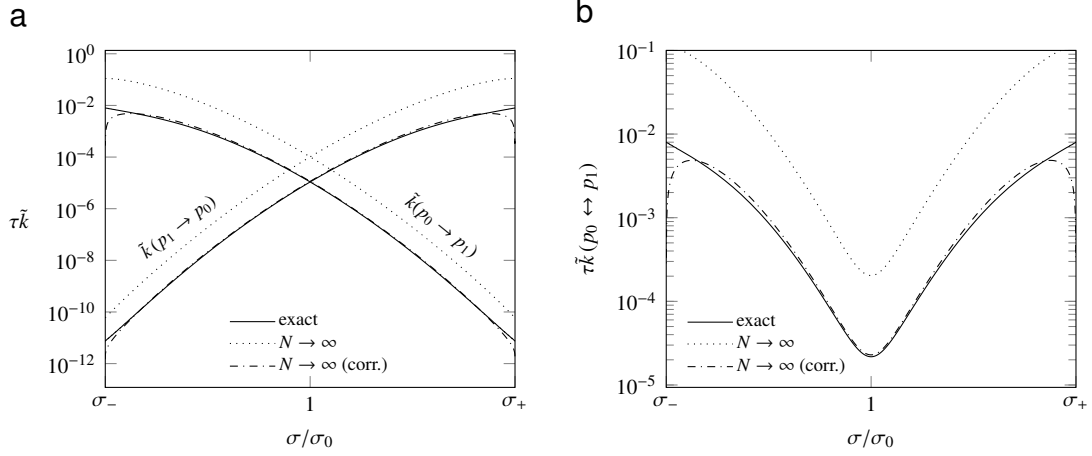 a
10⁰
10⁻²
10⁻⁴
10⁻⁶
10⁻⁸
10⁻¹⁰
10⁻¹²
τk̃
k̃(p₁ → p₀)
k̃(p₀ → p₁)
exact
N → ∞
N → ∞ (corr.)
σ₋
1
σ₊
σ/σ₀
b
10⁻¹
10⁻²
10⁻³
10⁻⁴
10⁻⁵
τk̃(p₀ ↔ p₁)
exact
N → ∞
N → ∞ (corr.)
σ₋
1
σ₊
σ/σ₀